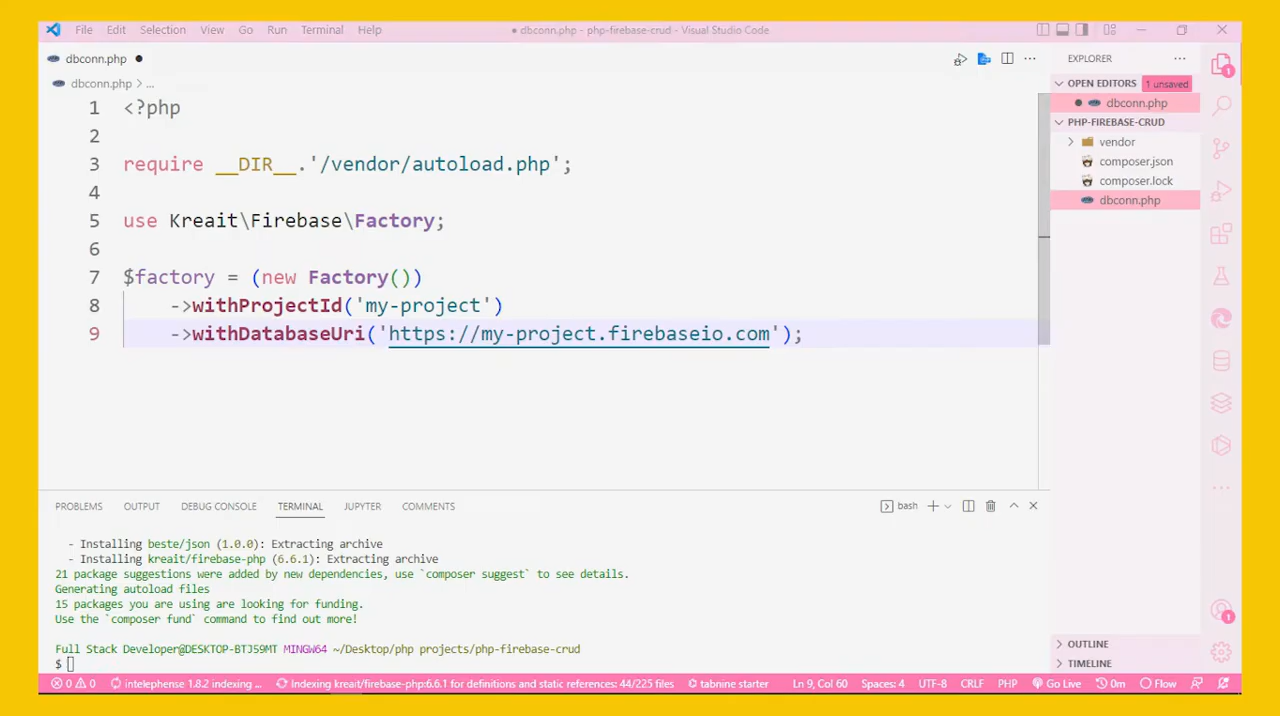 File Edit Selection View Go Run Terminal Help ● dbconn.php - php-firebase-crud - Visual Studio Code
dbconn.php ●
dbconn.php > ...
1 <?php
2
3 require __DIR__.'/vendor/autoload.php';
4
5 use Kreait\Firebase\Factory;
6
7 $factory = (new Factory())
8 ->withProjectId('my-project')
9 ->withDatabaseUri('https://my-project.firebaseio.com');
EXPLORER
OPEN EDITORS 1 unsaved
● dbconn.php
PHP-FIREBASE-CRUD
vendor
composer.json
composer.lock
dbconn.php
OUTLINE
TIMELINE
1
1
PROBLEMS OUTPUT DEBUG CONSOLE TERMINAL JUPYTER COMMENTS bash
- Installing beste/json (1.0.0): Extracting archive
- Installing kreait/firebase-php (6.6.1): Extracting archive
21 package suggestions were added by new dependencies, use `composer suggest` to see details.
Generating autoload files
15 packages you are using are looking for funding.
Use the `composer fund` command to find out more!
Full Stack Developer@DESKTOP-BTJ59MT MINGW64 ~/Desktop/php projects/php-firebase-crud
$
0 0 intelephense 1.8.2 indexing ... Indexing kreait/firebase-php:6.6.1 for definitions and static references: 44/225 files tabnine starter Ln 9, Col 60 Spaces: 4 UTF-8 CRLF PHP Go Live 0m Flow